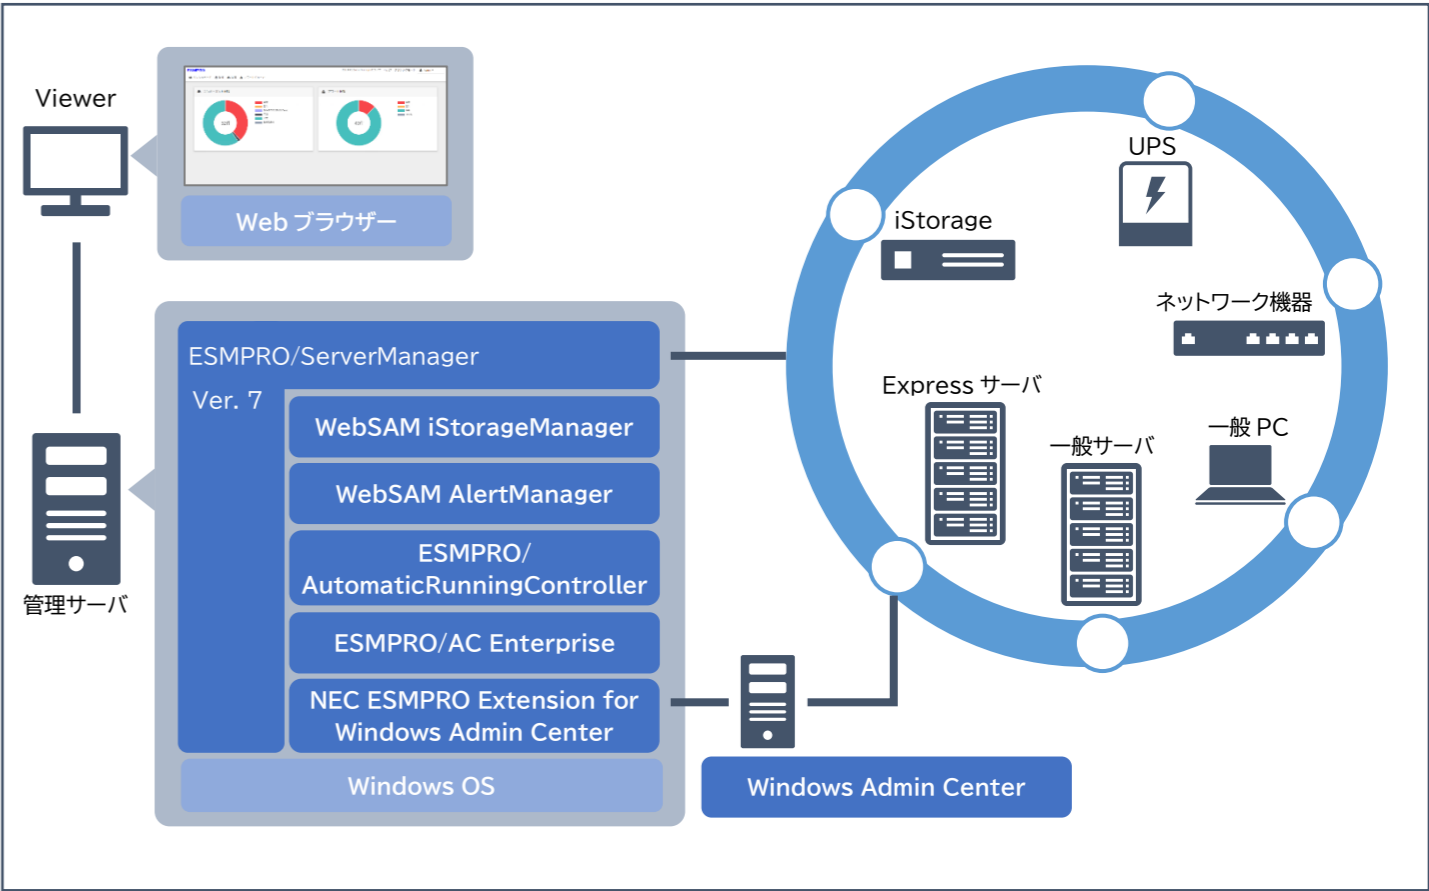 Viewer
Web ブラウザー
管理サーバ
ESMPRO/ServerManager
Ver. 7
WebSAM iStorageManager
WebSAM AlertManager
ESMPRO/
AutomaticRunningController
ESMPRO/AC Enterprise
NEC ESMPRO Extension for
Windows Admin Center
Windows OS
Windows Admin Center
UPS
iStorage
ネットワーク機器
Express サーバ
一般サーバ
一般 PC